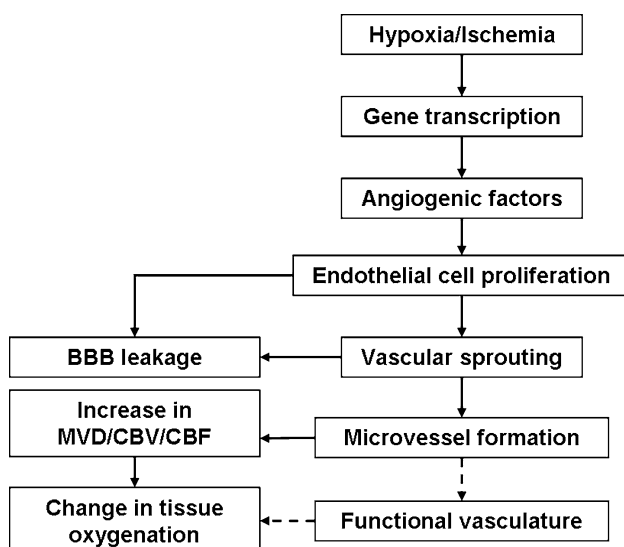 Hypoxia/Ischemia
Gene transcription
Angiogenic factors
Endothelial cell proliferation
BBB leakage
Vascular sprouting
Increase in
MVD/CBV/CBF
Microvessel formation
Change in tissue
oxygenation
Functional vasculature